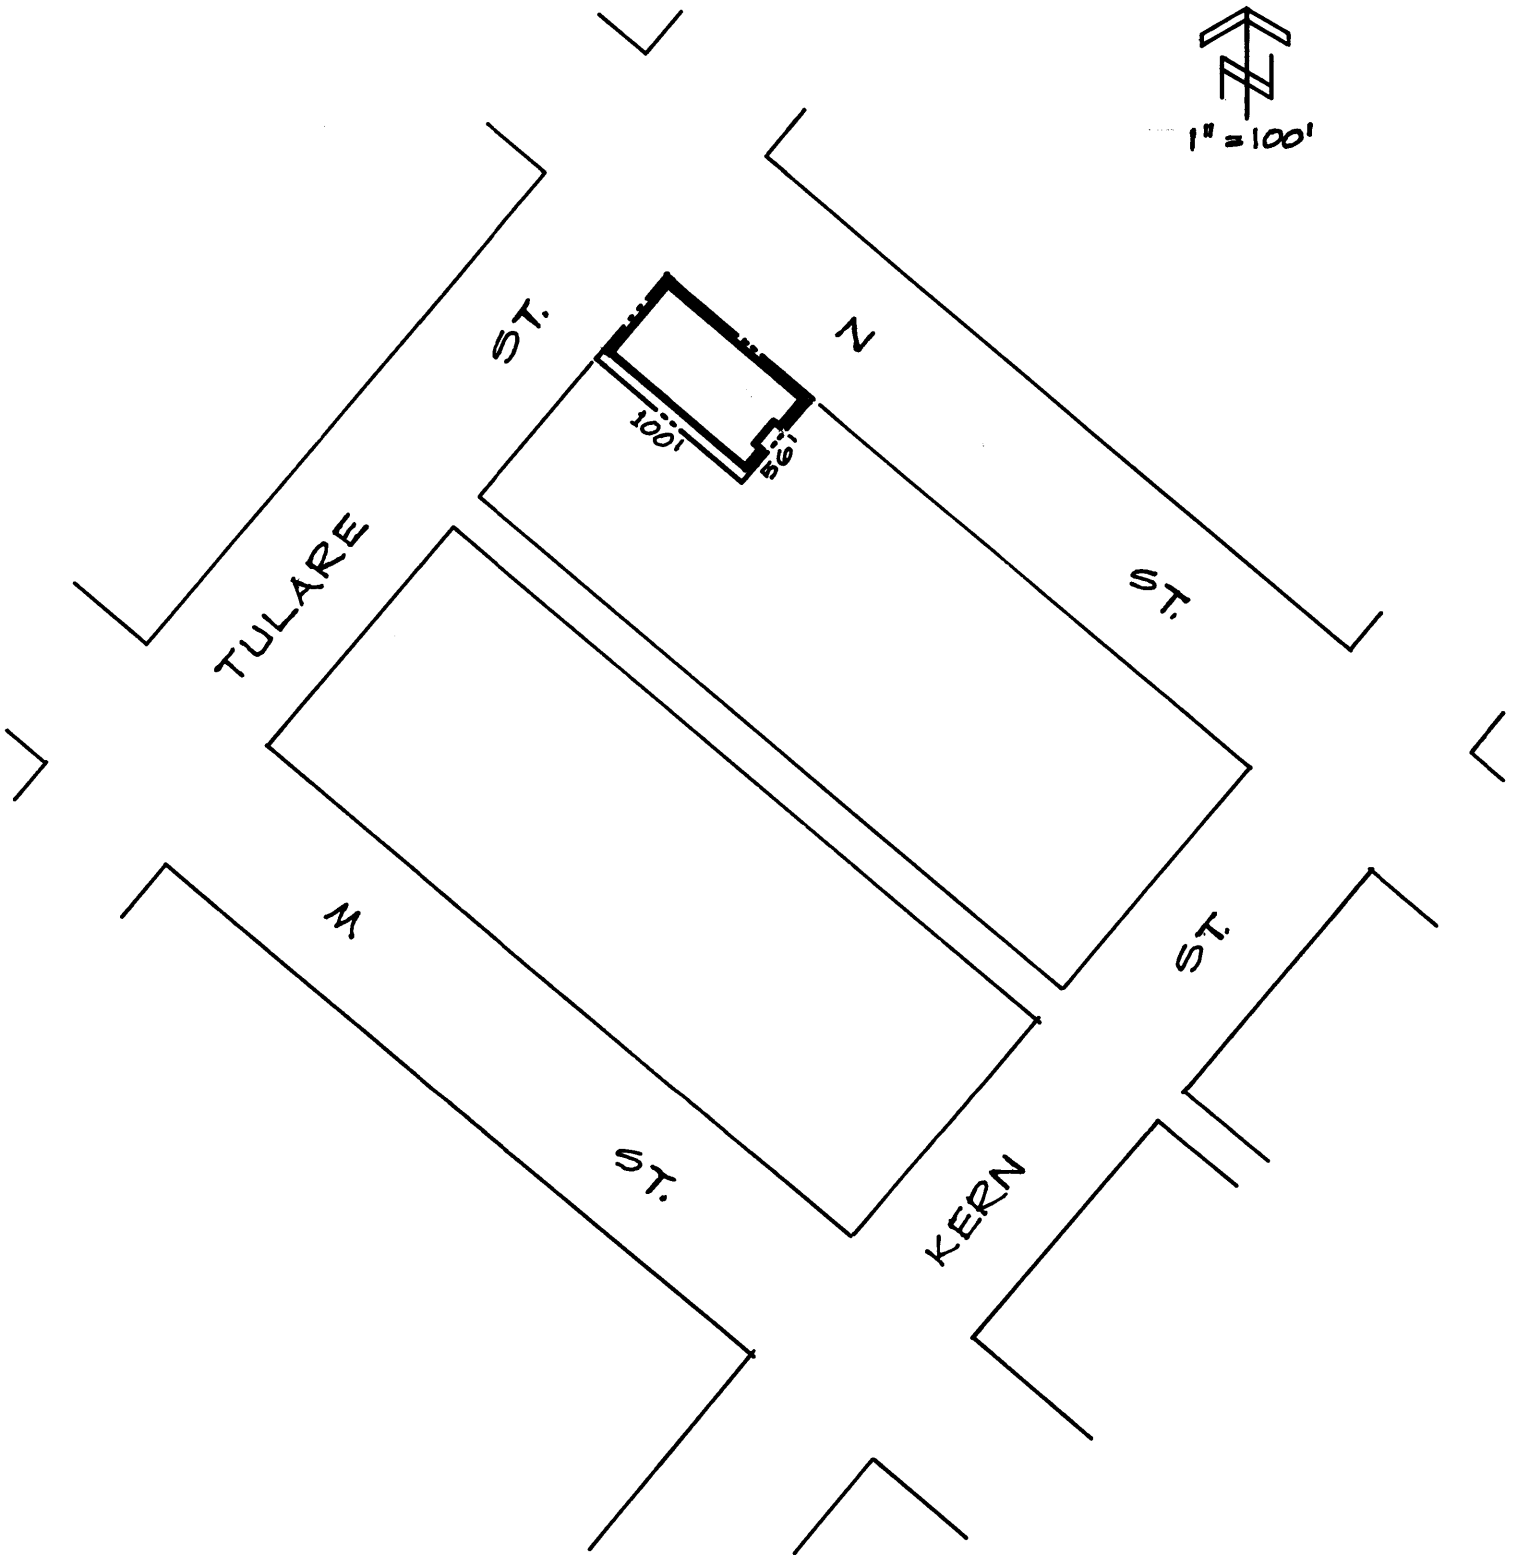 N
1" = 100'
TULARE ST.
N ST.
100'
56'
M ST.
KERN ST.